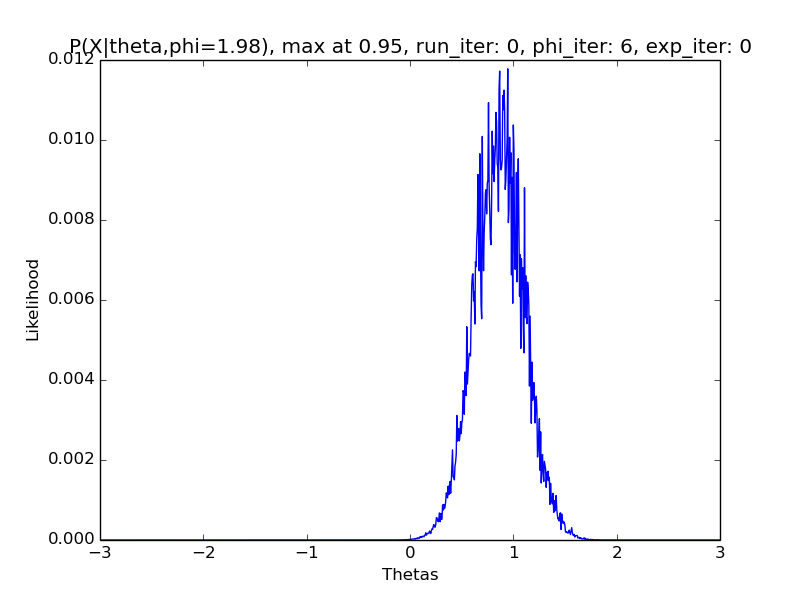 P(X|theta,phi=1.98), max at 0.95, run_iter: 0, phi_iter: 6, exp_iter: 0
0.012
0.010
0.008
0.006
0.004
0.002
0.000
Likelihood
−3 −2 −1 0 1 2 3
Thetas